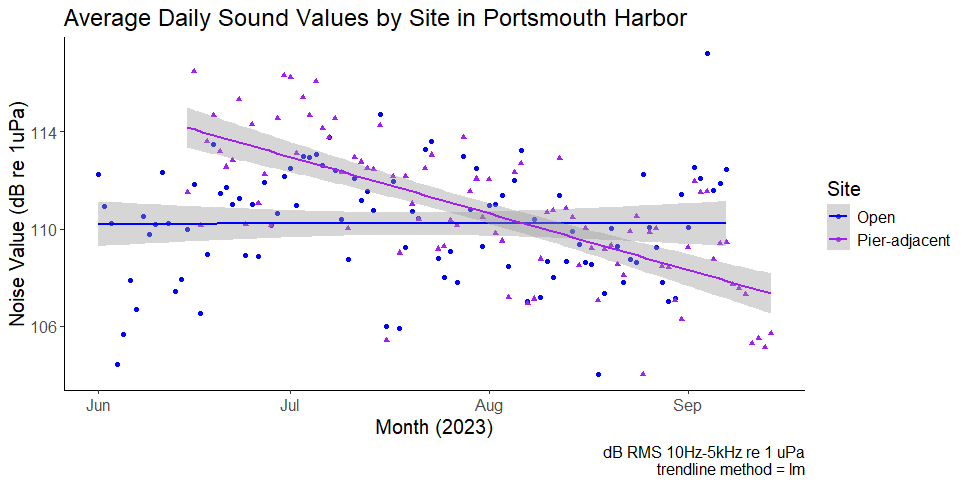 Average Daily Sound Values by Site in Portsmouth Harbor
Noise Value (dB re 1uPa)
114
110
106
Jun
Jul
Aug
Sep
Month (2023)
Site
Open
Pier-adjacent
dB RMS 10Hz-5kHz re 1 uPa
trendline method = lm